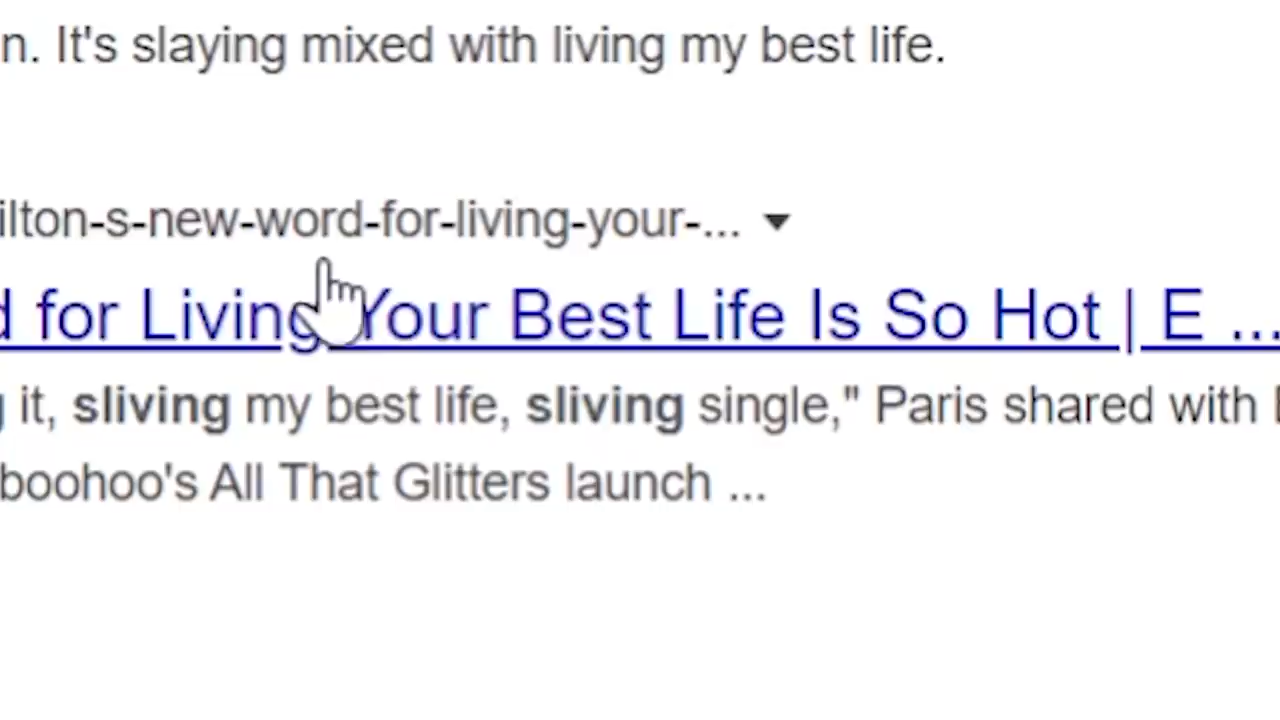 n. It's slaying mixed with living my best life.
ilton-s-new-word-for-living-your-...
d for Living Your Best Life Is So Hot | E ...
g it, sliving my best life, sliving single," Paris shared with
boohoo's All That Glitters launch ...